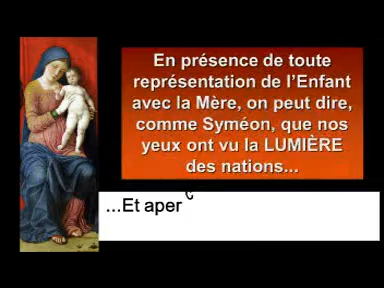 En présence de toute
représentation de l'Enfant
avec la Mère, on peut dire,
comme Syméon, que nos
yeux ont vu la LUMIÈRE
des nations...
...Et aper